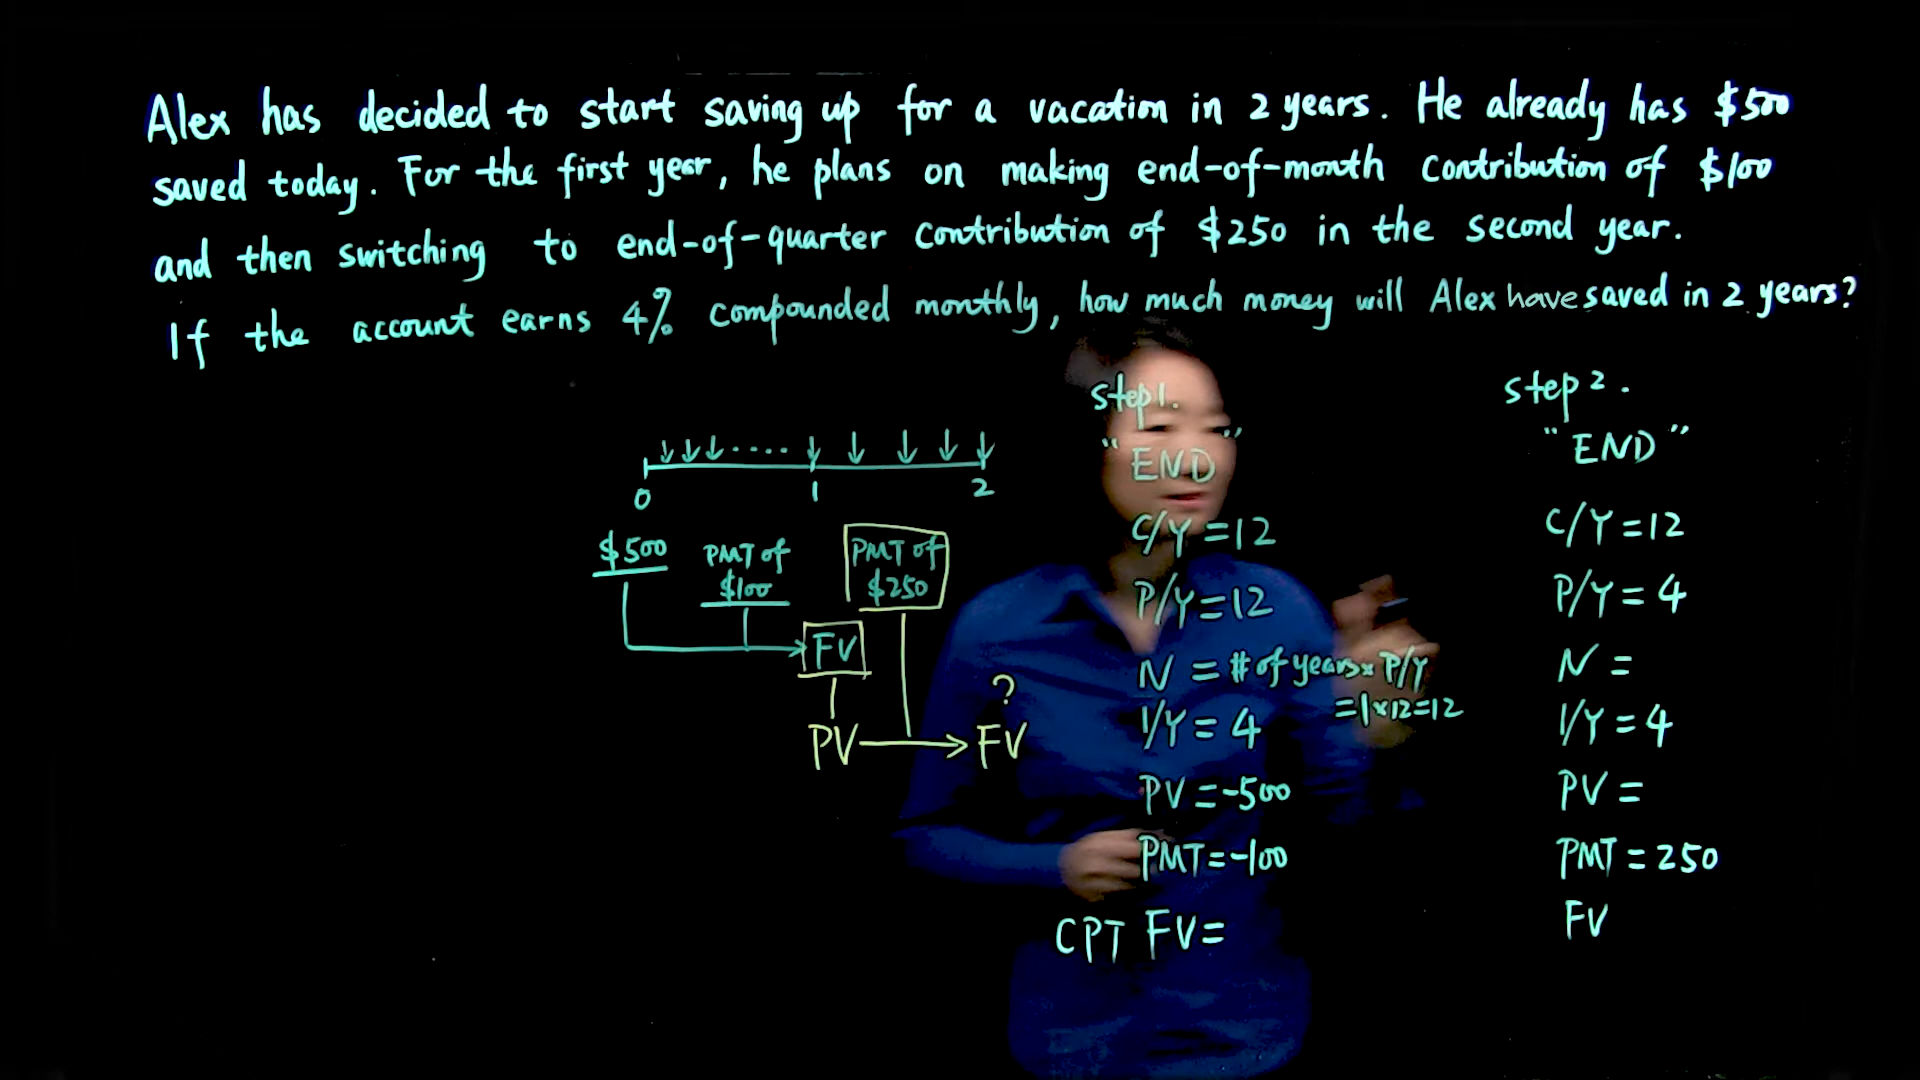 Alex has decided to start saving up for a vacation in 2 years. He already has $500
saved today. For the first year, he plans on making end-of-month contribution of $100
and then switching to end-of-quarter contribution of $250 in the second year.
If the account earns 4% compounded monthly, how much money will Alex have saved in 2 years?
0 1 2
$500
PMT of
$100
PMT of
$250
FV
?
PV FV
Step 1.
"END"
C/Y = 12
P/Y = 12
N = # of years × P/Y
= 1 × 12 = 12
I/Y = 4
PV = -500
PMT = -100
CPT FV =
Step 2.
"END"
C/Y = 12
P/Y = 4
N =
I/Y = 4
PV =
PMT = 250
FV